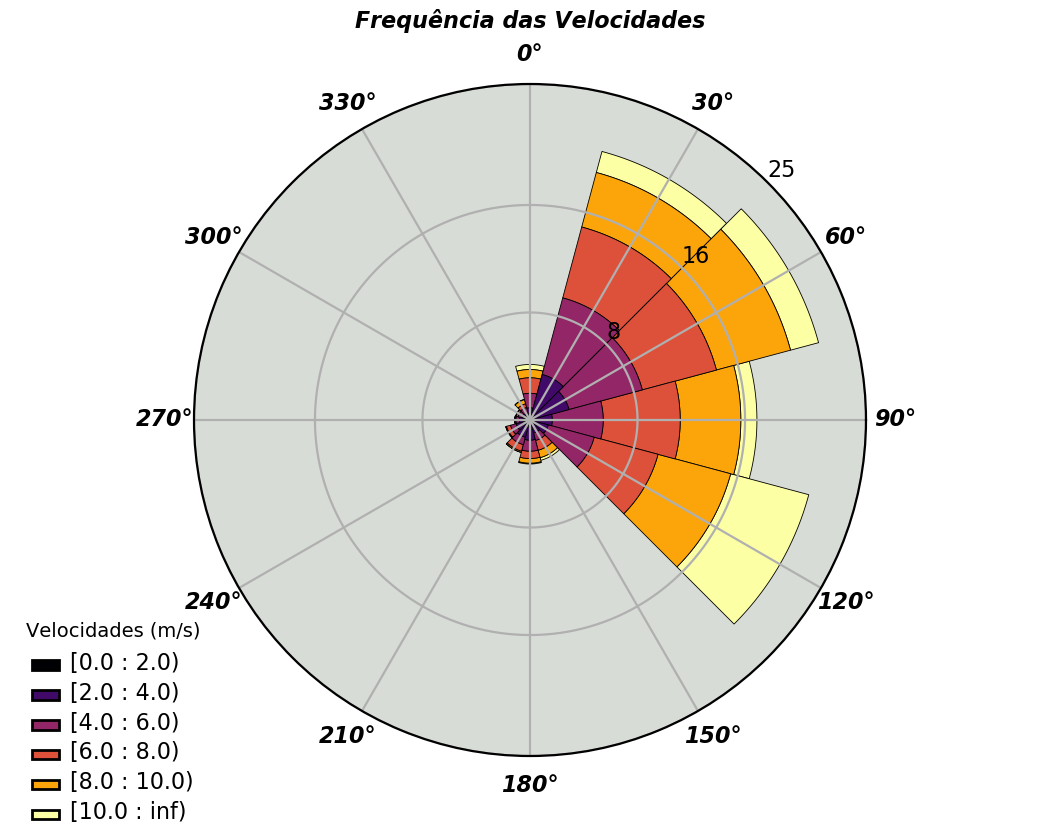 Frequência das Velocidades
0°
330°
30°
25
300°
60°
16
8
270°
90°
240°
120°
210°
150°
180°
Velocidades (m/s)
[0.0 : 2.0)
[2.0 : 4.0)
[4.0 : 6.0)
[6.0 : 8.0)
[8.0 : 10.0)
[10.0 : inf)